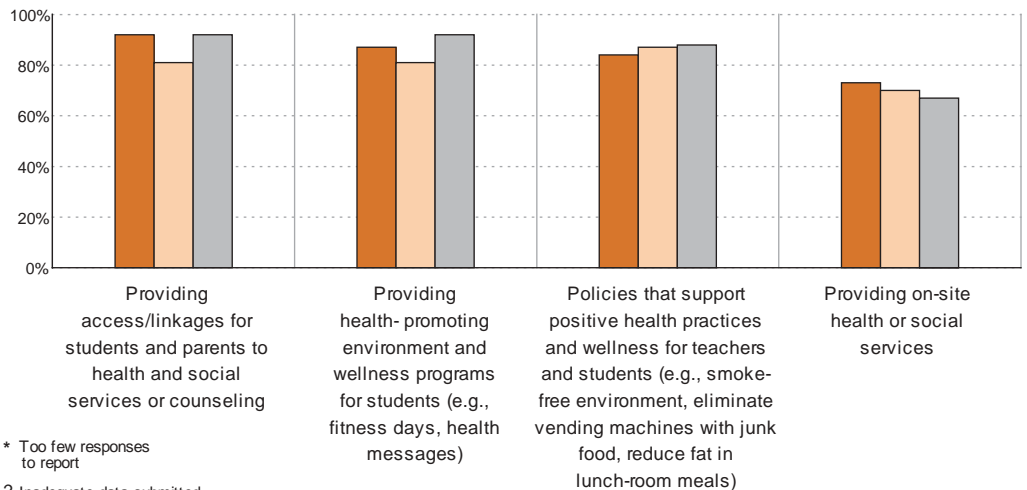 100%
80%
60%
40%
20%
0%
Providing
access/linkages for
students and parents to
health and social
services or counseling
Providing
health- promoting
environment and
wellness programs
for students (e.g.,
fitness days, health
messages)
Policies that support
positive health practices
and wellness for teachers
and students (e.g., smoke-
free environment, eliminate
vending machines with junk
food, reduce fat in
lunch-room meals)
Providing on-site
health or social
services
* Too few responses
to report
? Inadequate data submitted